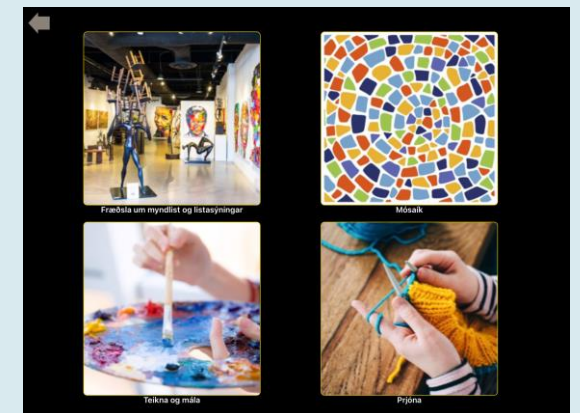 Fræðsla um myndlist og listasýningar
Mósaík
Teikna og mála
Prjóna